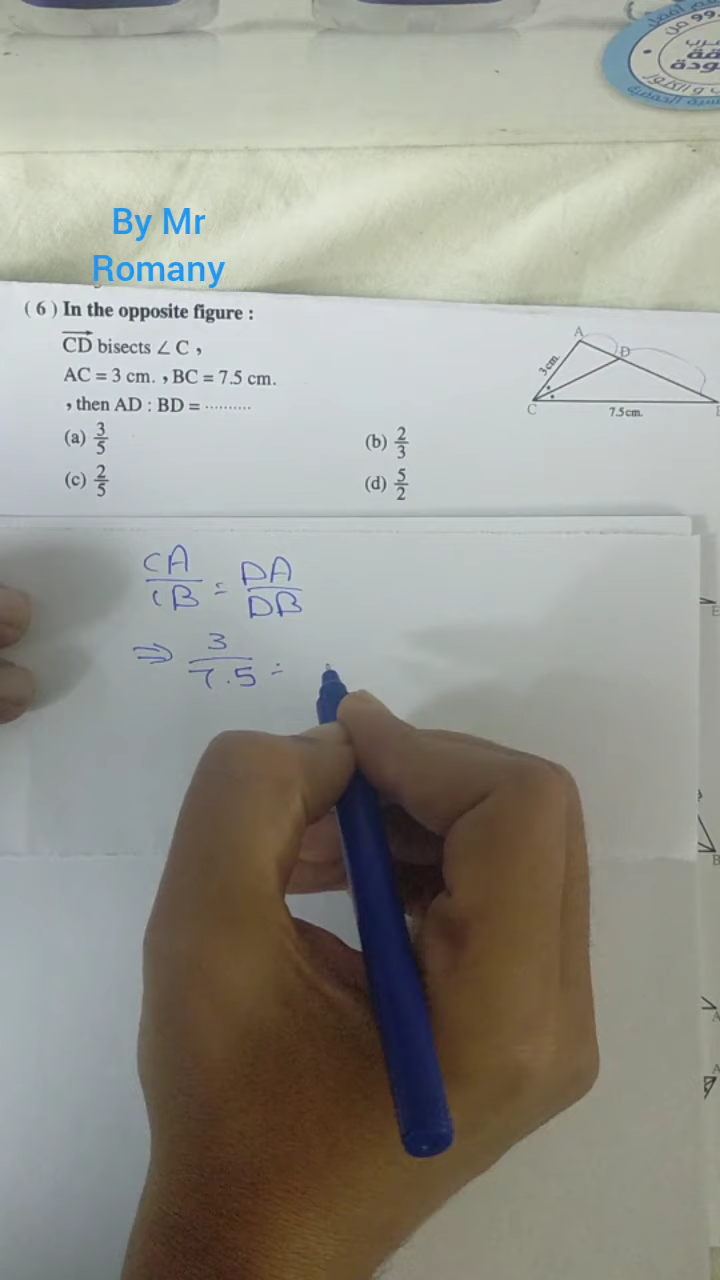 99.
من
By Mr
Romany
( 6 ) In the opposite figure :
CD bisects ∠ C ,
AC = 3 cm. , BC = 7.5 cm.
, then AD : BD = ··········
(a) 3/5
(b) 2/3
(c) 2/5
(d) 5/2
A
D
3 cm.
C
7.5 cm.
CA/CB = DA/DB
⇒ 3/7.5 =
E
B
A
A